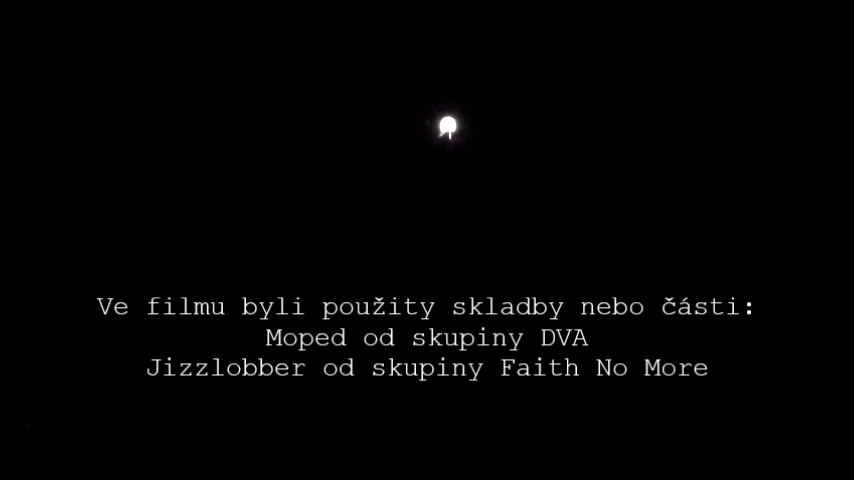 Ve filmu byli použity skladby nebo části:
Moped od skupiny DVA
Jizzlobber od skupiny Faith No More